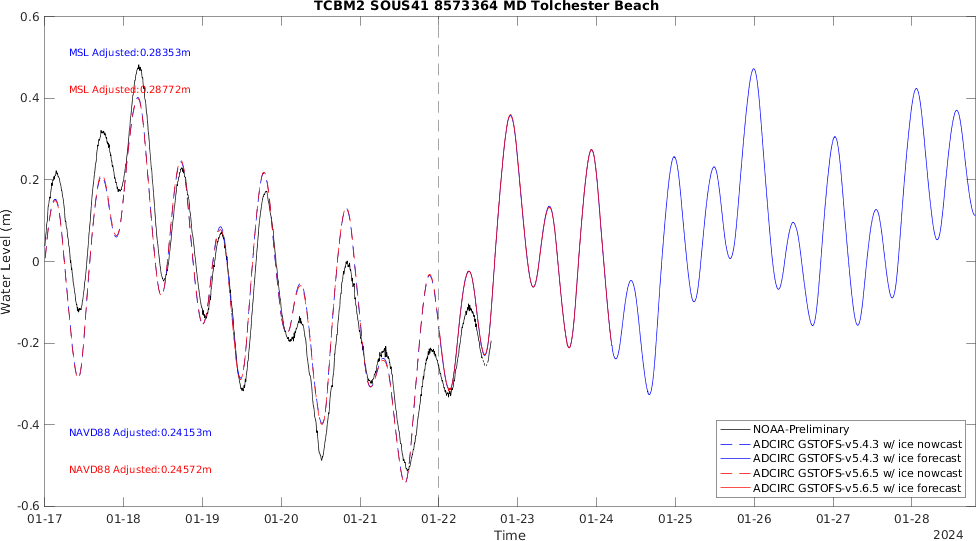 TCBM2 SOUS41 8573364 MD Tolchester Beach
0.6
MSL Adjusted:0.28353m
MSL Adjusted:0.28772m
0.4
0.2
Water Level (m)
0
-0.2
-0.4
NAVD88 Adjusted:0.24153m
NAVD88 Adjusted:0.24572m
NOAA-Preliminary
ADCIRC GSTOFS-v5.4.3 w/ ice nowcast
ADCIRC GSTOFS-v5.4.3 w/ ice forecast
ADCIRC GSTOFS-v5.6.5 w/ ice nowcast
ADCIRC GSTOFS-v5.6.5 w/ ice forecast
-0.6
01-17 01-18 01-19 01-20 01-21 01-22 01-23 01-24 01-25 01-26 01-27 01-28
Time
2024